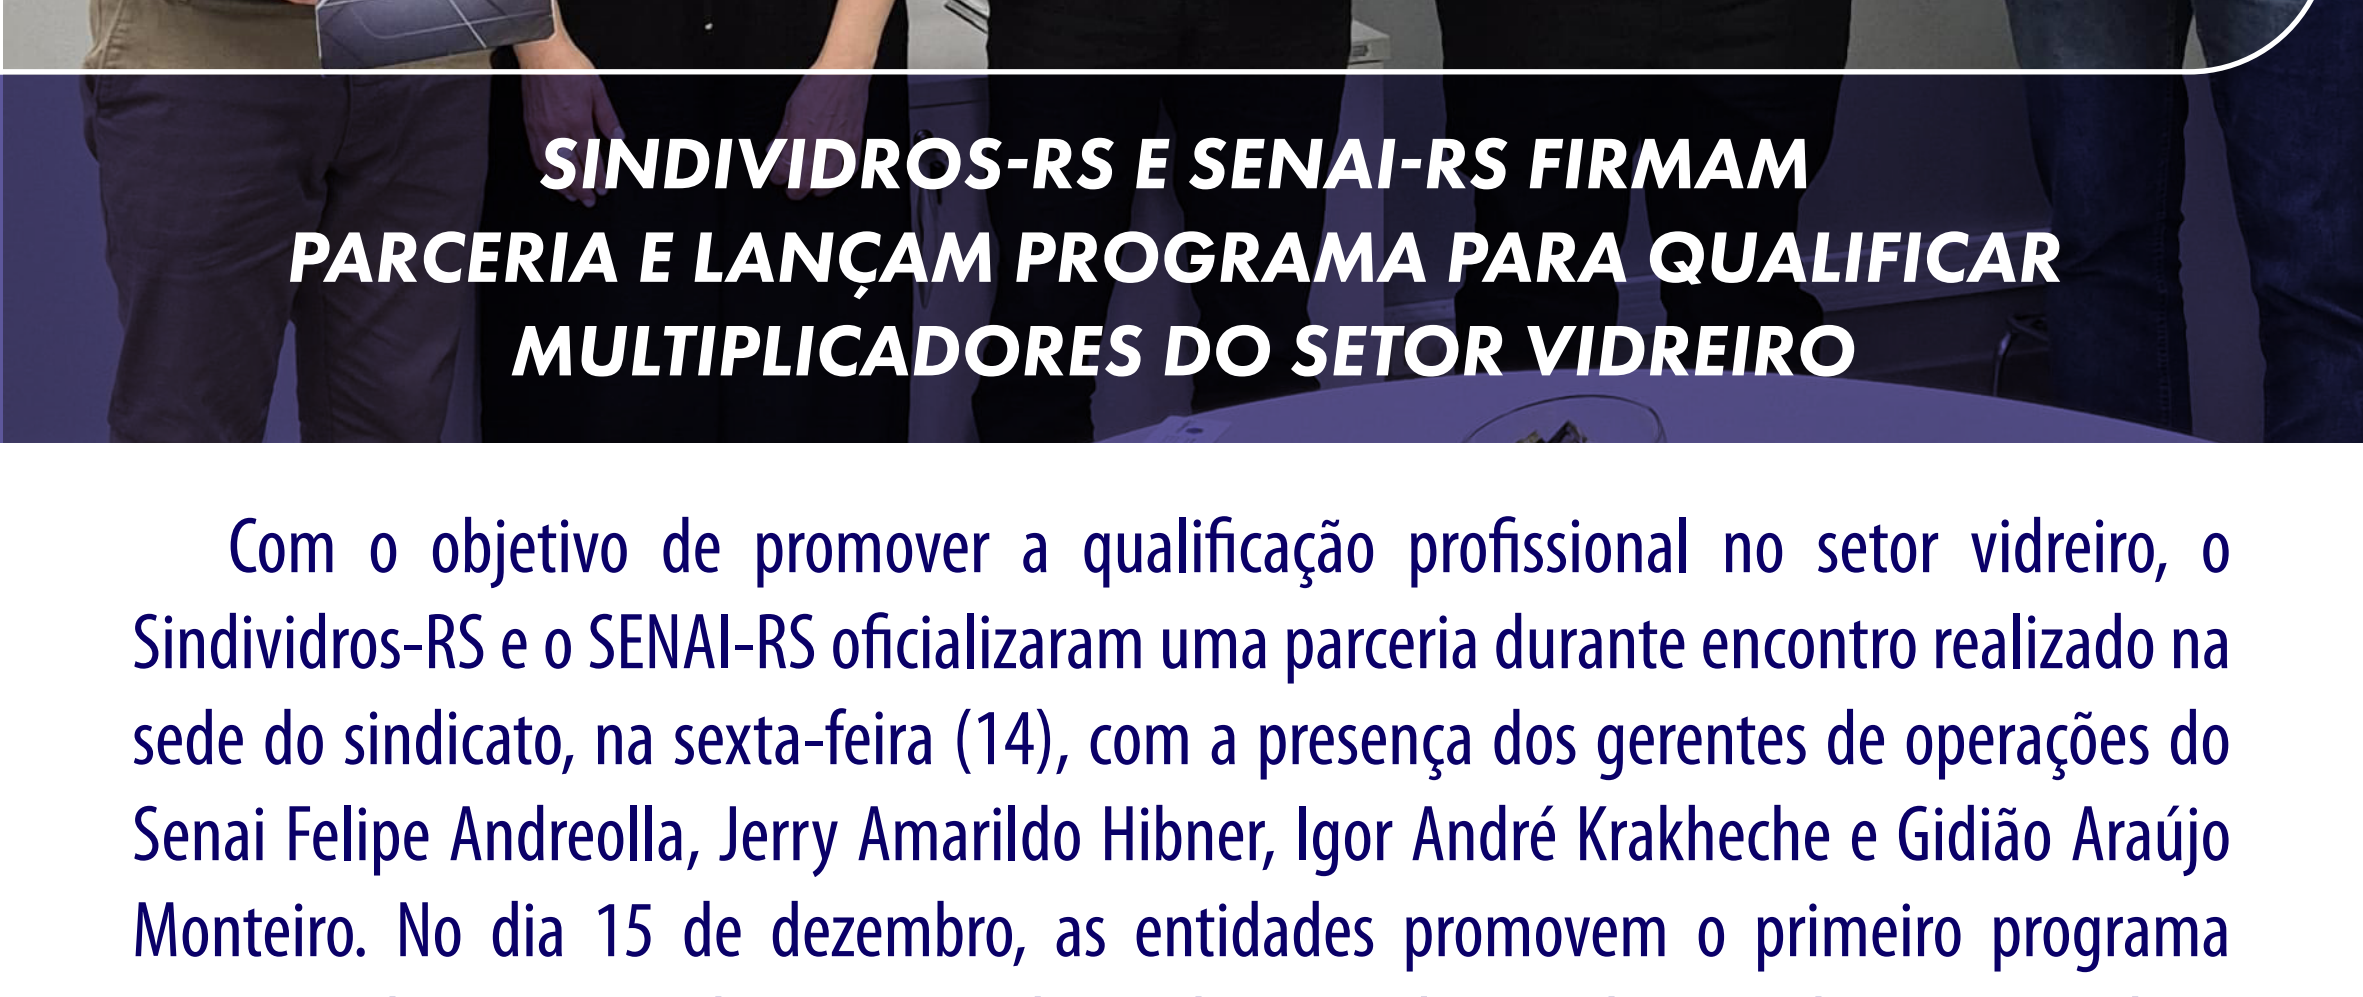 SINDIVIDROS-RS E SENAI-RS FIRMAM
PARCERIA E LANÇAM PROGRAMA PARA QUALIFICAR
MULTIPLICADORES DO SETOR VIDREIRO
Com o objetivo de promover a qualificação profissional no setor vidreiro, o
Sindividros-RS e o SENAI-RS oficializaram uma parceria durante encontro realizado na
sede do sindicato, na sexta-feira (14), com a presença dos gerentes de operações do
Senai Felipe Andreolla, Jerry Amarildo Hibner, Igor André Krakheche e Gidião Araújo
Monteiro. No dia 15 de dezembro, as entidades promovem o primeiro programa